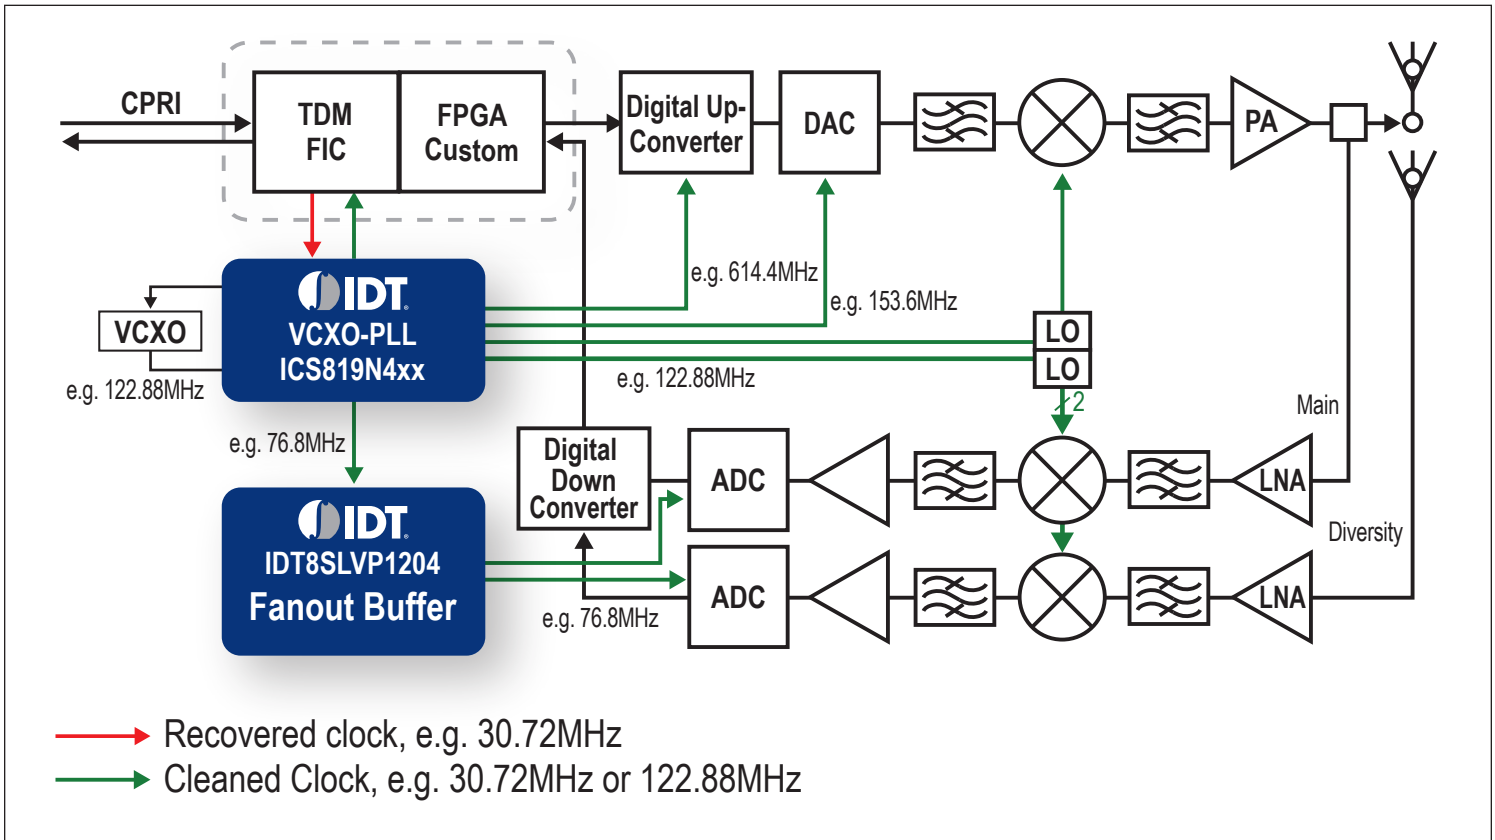 CPRI
TDM
FIC
FPGA
Custom
Digital Up-
Converter
DAC
PA
IDT.
VCXO-PLL
ICS819N4xx
VCXO
e.g. 122.88MHz
e.g. 614.4MHz
e.g. 153.6MHz
e.g. 122.88MHz
LO
LO
2
Main
e.g. 76.8MHz
Digital
Down
Converter
ADC
LNA
Diversity
IDT.
IDT8SLVP1204
Fanout Buffer
e.g. 76.8MHz
ADC
LNA
Recovered clock, e.g. 30.72MHz
Cleaned Clock, e.g. 30.72MHz or 122.88MHz